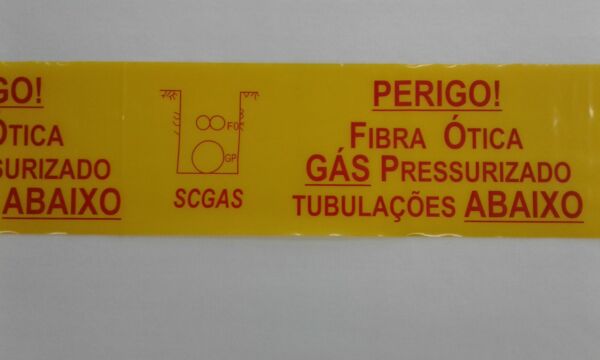 GO!
ÓTICA
SURIZADO
ABAIXO
FO
GP
SCGAS
PERIGO!
FIBRA ÓTICA
GÁS PRESSURIZADO
TUBULAÇÕES ABAIXO